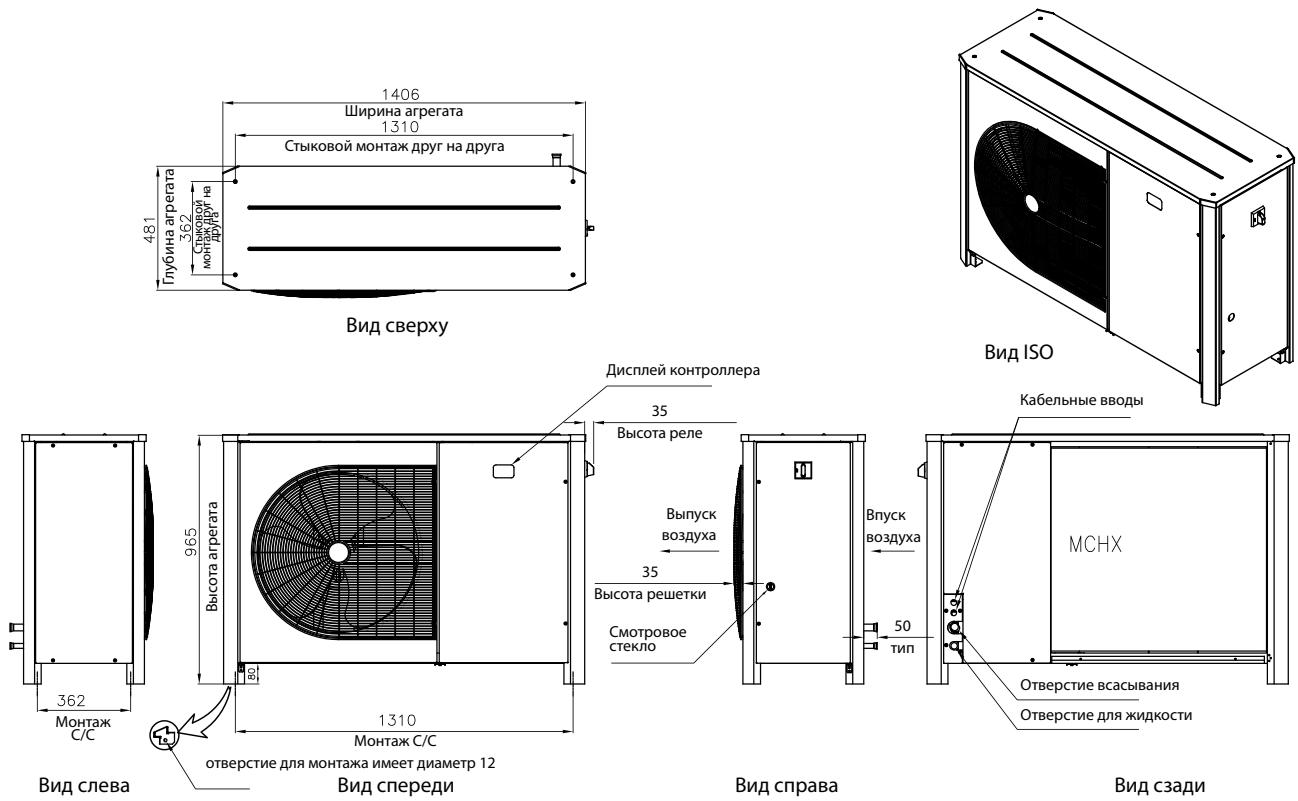 1406
Ширина агрегата
1310
Стыковой монтаж друг на друга
481
Глубина агрегата
362
Стыковой
монтаж друг на
друга
Вид сверху
Вид ISO
Дисплей контроллера
35
Высота реле
Кабельные вводы
965
Высота агрегата
Выпуск
воздуха
Впуск
воздуха
MCHX
35
Высота решетки
Смотровое
стекло
50
тип
80
362
Монтаж
C/C
1310
Монтаж C/C
Отверстие всасывания
Отверстие для жидкости
отверстие для монтажа имеет диаметр 12
Вид слева
Вид спереди
Вид справа
Вид сзади